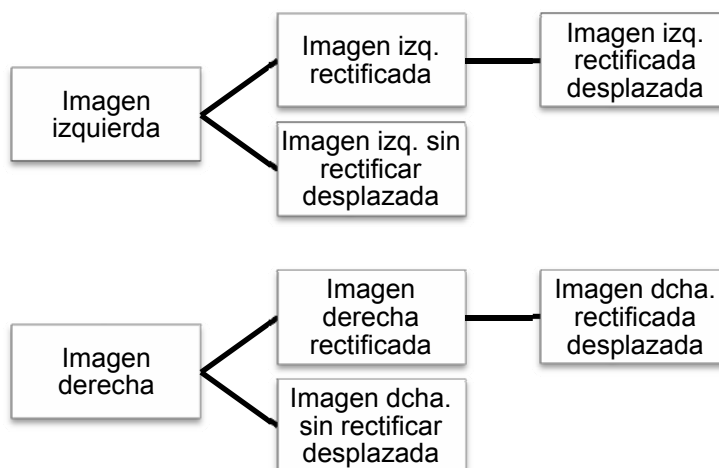 Imagen
izquierda
Imagen izq.
rectificada
Imagen izq.
rectificada
desplazada
Imagen izq. sin
rectificar
desplazada
Imagen
derecha
Imagen
derecha
rectificada
Imagen dcha.
rectificada
desplazada
Imagen dcha.
sin rectificar
desplazada